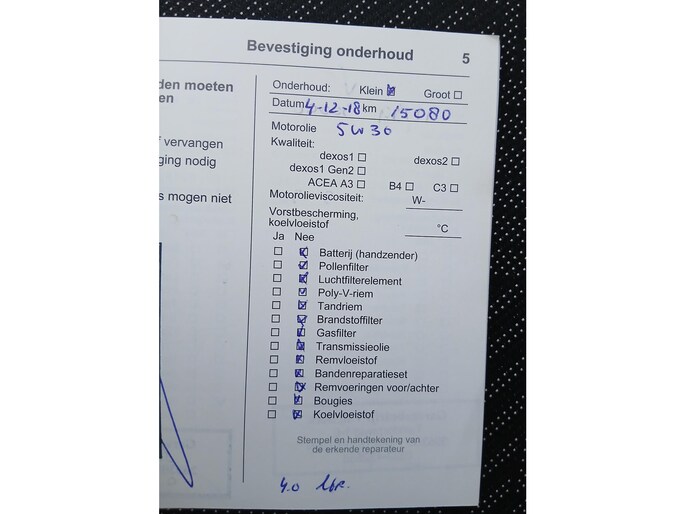 Bevestiging onderhoud 5
den moeten
en
vervangen
ging nodig
s mogen niet
Onderhoud: Klein Groot
Datum 4-12-18 km 15080
Motorolie 5W30
Kwaliteit:
dexos1 dexos2
dexos1 Gen2
ACEA A3 B4 C3
Motorolieviscositeit: W-
Vorstbescherming,
koelvloeistof °C
Ja Nee
Batterij (handzender)
Pollenfilter
Luchtfilterelement
Poly-V-riem
Tandriem
Brandstoffilter
Gasfilter
Transmissieolie
Remvloeistof
Bandenreparatieset
Remvoeringen voor/achter
Bougies
Koelvloeistof
Stempel en handtekening van
de erkende reparateur
4.0